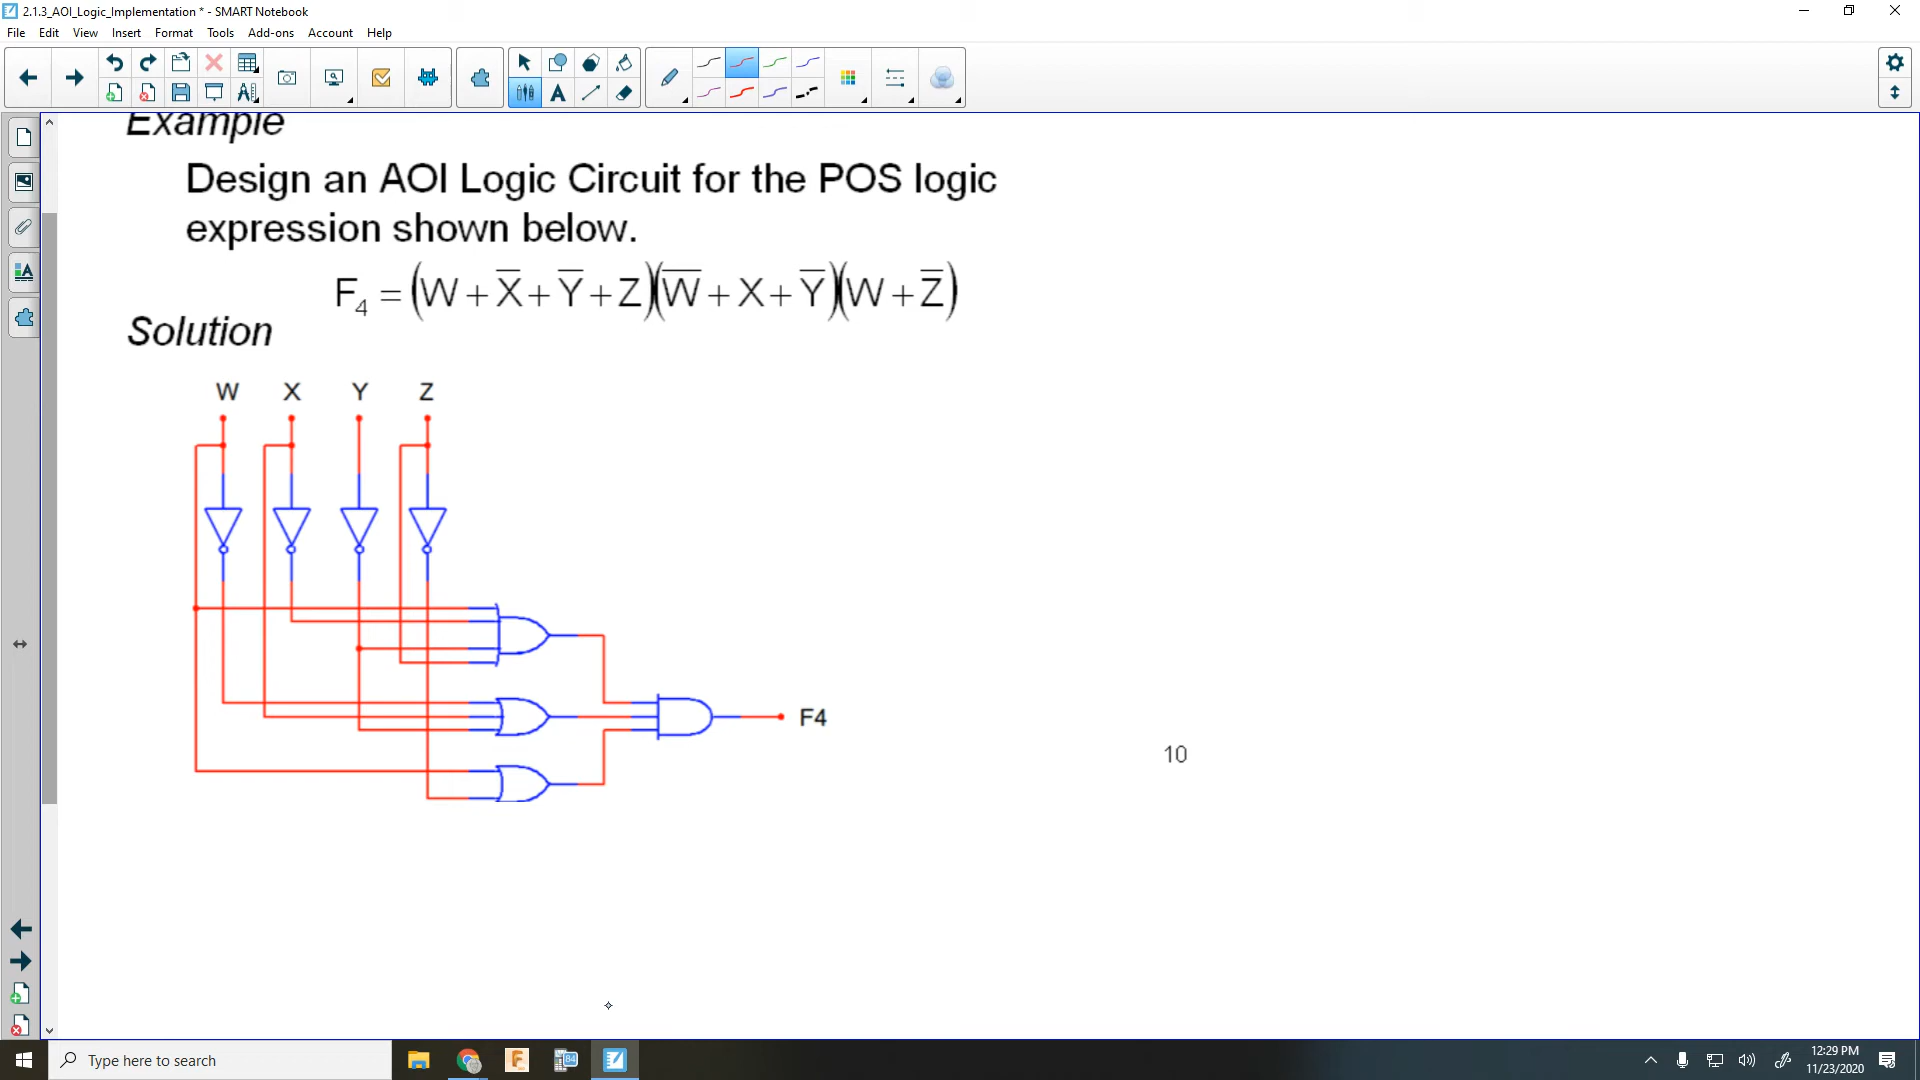 2.1.3_AOI_Logic_Implementation * - SMART Notebook
File Edit View Insert Format Tools Add-ons Account Help
Example
Design an AOI Logic Circuit for the POS logic
expression shown below.
F₄ = (W + X̅ + Y̅ + Z)(W̅ + X + Y̅)(W + Z̅)
Solution
W X Y Z
F4
10
Type here to search
84
12:29 PM
11/23/2020